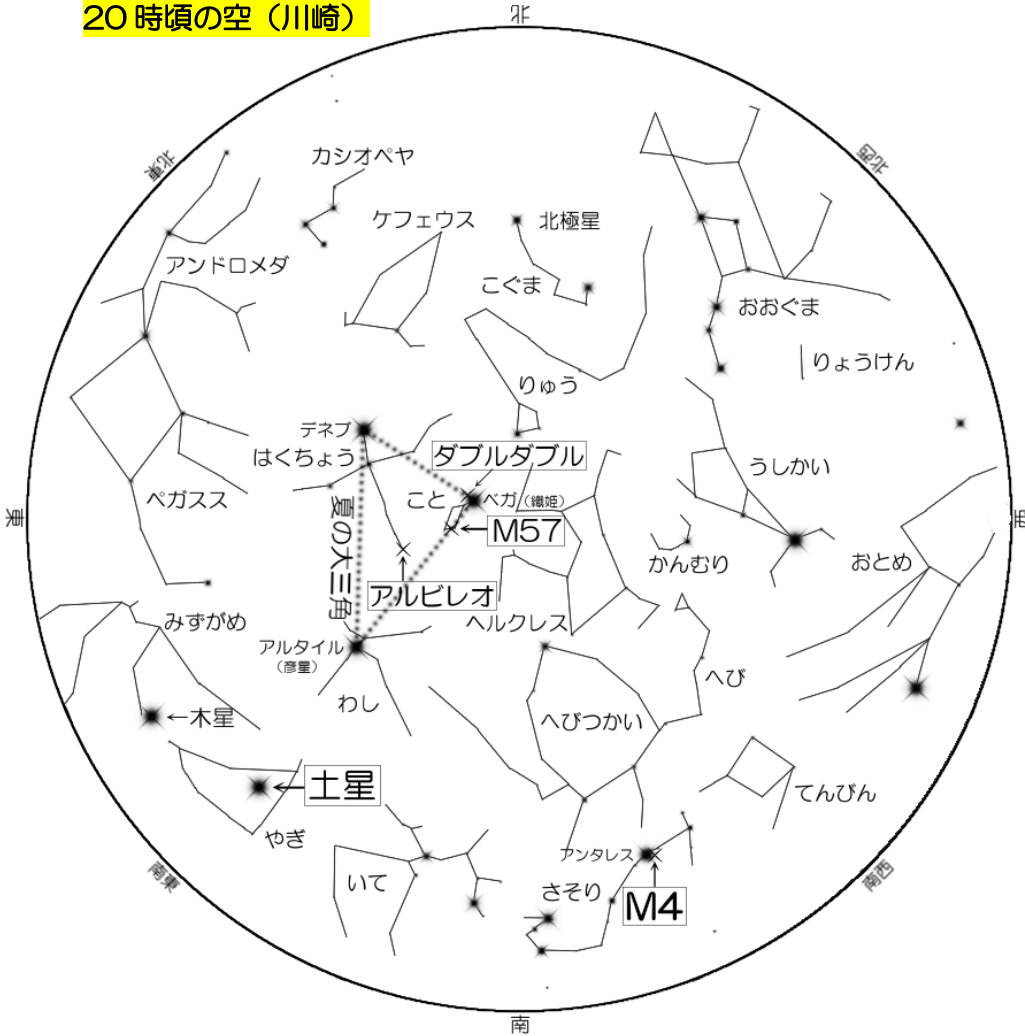 20時頃の空（川崎）
北
北東
北西
カシオペヤ
ケフェウス
北極星
アンドロメダ
こぐま
おおぐま
りょうけん
りゅう
デネブ
はくちょう
ダブルダブル
うしかい
ペガスス
こと
ベガ（織姫）
東
西
夏の大三角
M57
かんむり
おとめ
アルビレオ
みずがめ
ヘルクレス
アルタイル
（彦星）
へび
わし
←木星
へびつかい
土星
てんびん
やぎ
アンタレス
いて
さそり
M4
南東
南西
南